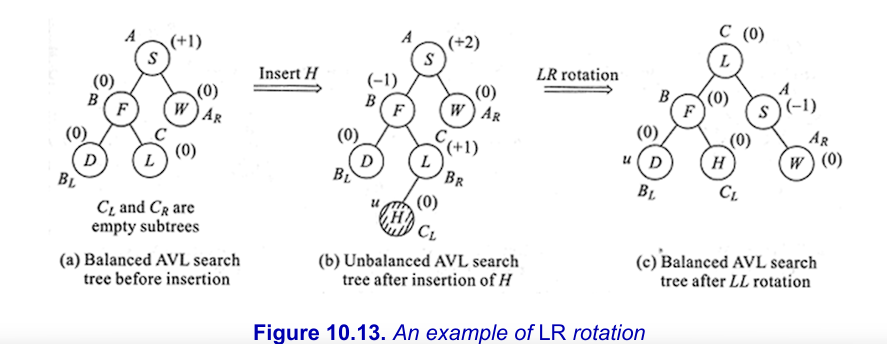 A
S (+1)
(0)
B F
W (0)
A_R
(0)
D
B_L
C
L (0)
C_L and C_R are
empty subtrees
(a) Balanced AVL search
tree before insertion
Insert H
A
S (+2)
(-1)
B F
W (0)
A_R
(0)
D
B_L
C
L (+1)
B_R
u H (0)
C_L
(b) Unbalanced AVL search
tree after insertion of H
LR rotation
C (0)
L
B F (0)
A
S (-1)
(0)
u D
B_L
(0)
H
C_L
A_R
W (0)
(c) Balanced AVL search
tree after LL rotation
Figure 10.13. An example of LR rotation